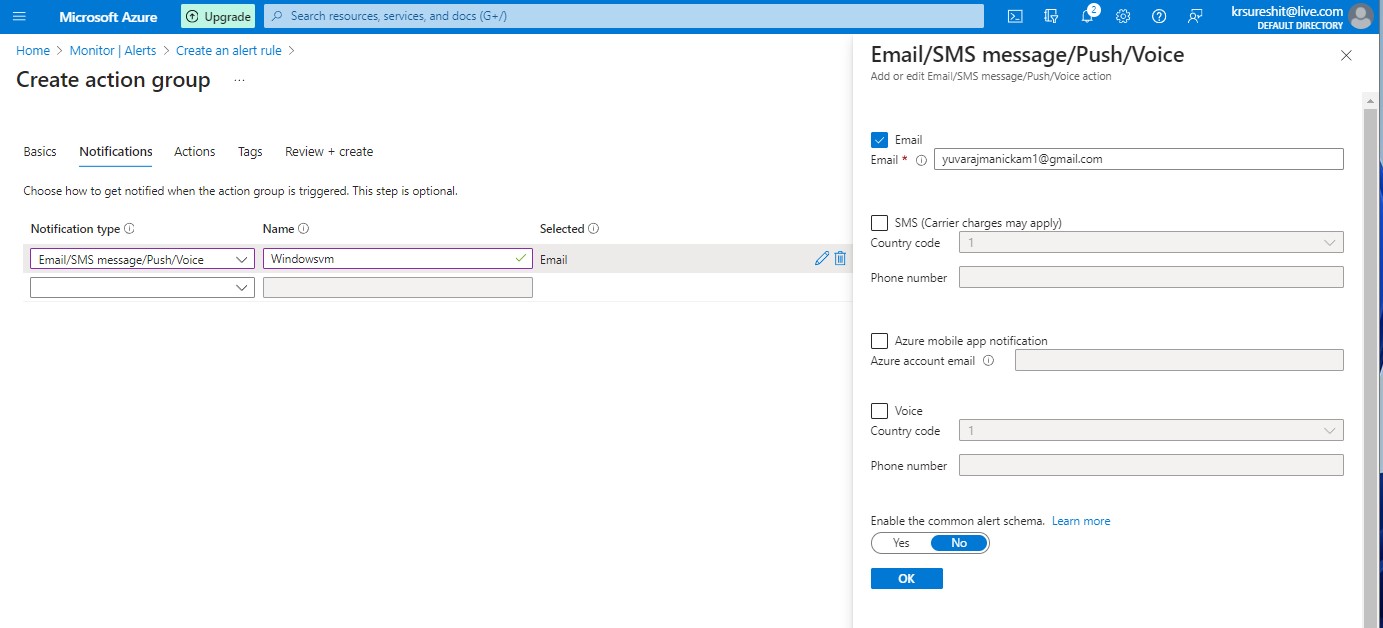 Microsoft Azure
Upgrade
Search resources, services, and docs (G+/)
2
krsureshit@live.com
DEFAULT DIRECTORY
Home > Monitor | Alerts > Create an alert rule >
Create action group ...
Basics Notifications Actions Tags Review + create
Choose how to get notified when the action group is triggered. This step is optional.
Notification type Name Selected
Email/SMS message/Push/Voice Windowsvm Email
Email/SMS message/Push/Voice
Add or edit Email/SMS message/Push/Voice action
Email
Email * yuvarajmanickam1@gmail.com
SMS (Carrier charges may apply)
Country code 1
Phone number
Azure mobile app notification
Azure account email
Voice
Country code 1
Phone number
Enable the common alert schema. Learn more
Yes No
OK